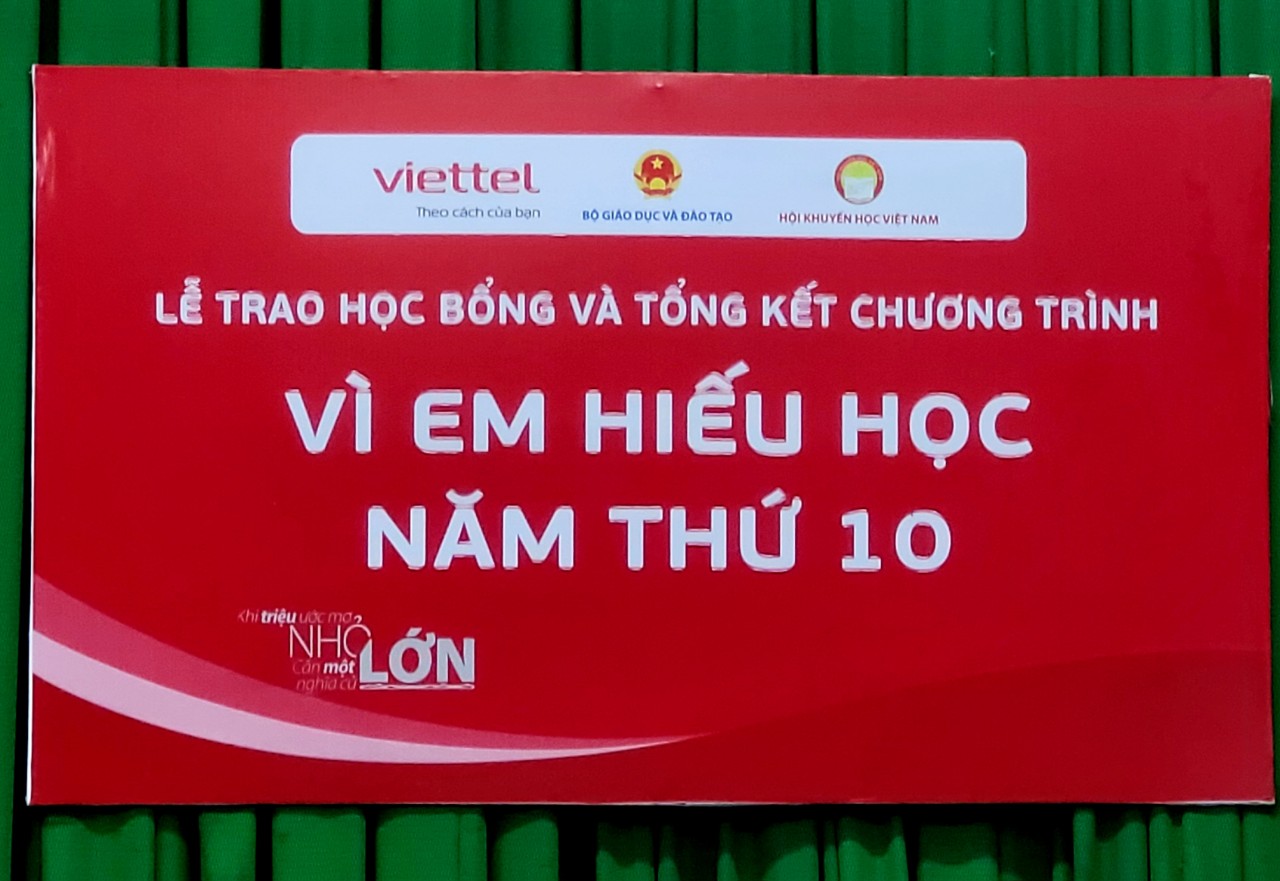 viettel
Theo cách của bạn
BỘ GIÁO DỤC VÀ ĐÀO TẠO
HỘI KHUYẾN HỌC VIỆT NAM
LỄ TRAO HỌC BỔNG VÀ TỔNG KẾT CHƯƠNG TRÌNH
VÌ EM HIẾU HỌC
NĂM THỨ 10
Khi triệu ước mơ
NHỎ
Cần một
nghĩa cử
LỚN